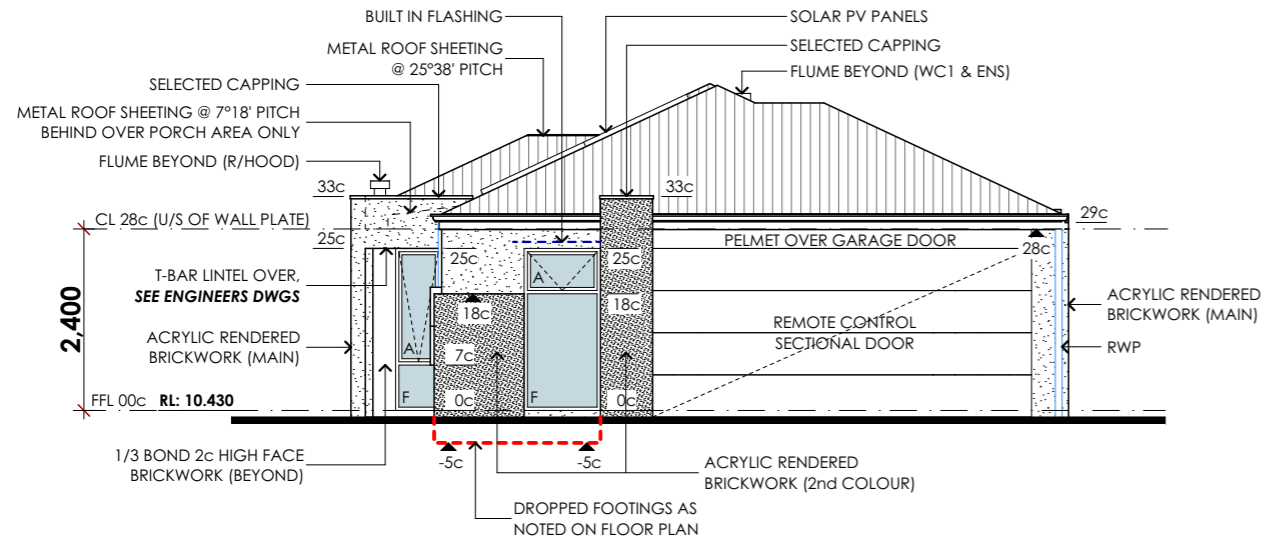 BUILT IN FLASHING
SOLAR PV PANELS
METAL ROOF SHEETING
@ 25°38' PITCH
SELECTED CAPPING
FLUME BEYOND (WC1 & ENS)
SELECTED CAPPING
METAL ROOF SHEETING @ 7°18' PITCH
BEHIND OVER PORCH AREA ONLY
FLUME BEYOND (R/HOOD)
33c
33c
CL 28c (U/S OF WALL PLATE)
29c
25c
PELMET OVER GARAGE DOOR
28c
25c
25c
T-BAR LINTEL OVER,
SEE ENGINEERS DWGS
A
18c
18c
ACRYLIC RENDERED
BRICKWORK (MAIN)
2,400
REMOTE CONTROL
SECTIONAL DOOR
ACRYLIC RENDERED
BRICKWORK (MAIN)
A
7c
RWP
FFL 00c RL: 10.430
F
0c
F
0c
1/3 BOND 2c HIGH FACE
BRICKWORK (BEYOND)
-5c
-5c
ACRYLIC RENDERED
BRICKWORK (2nd COLOUR)
DROPPED FOOTINGS AS
NOTED ON FLOOR PLAN